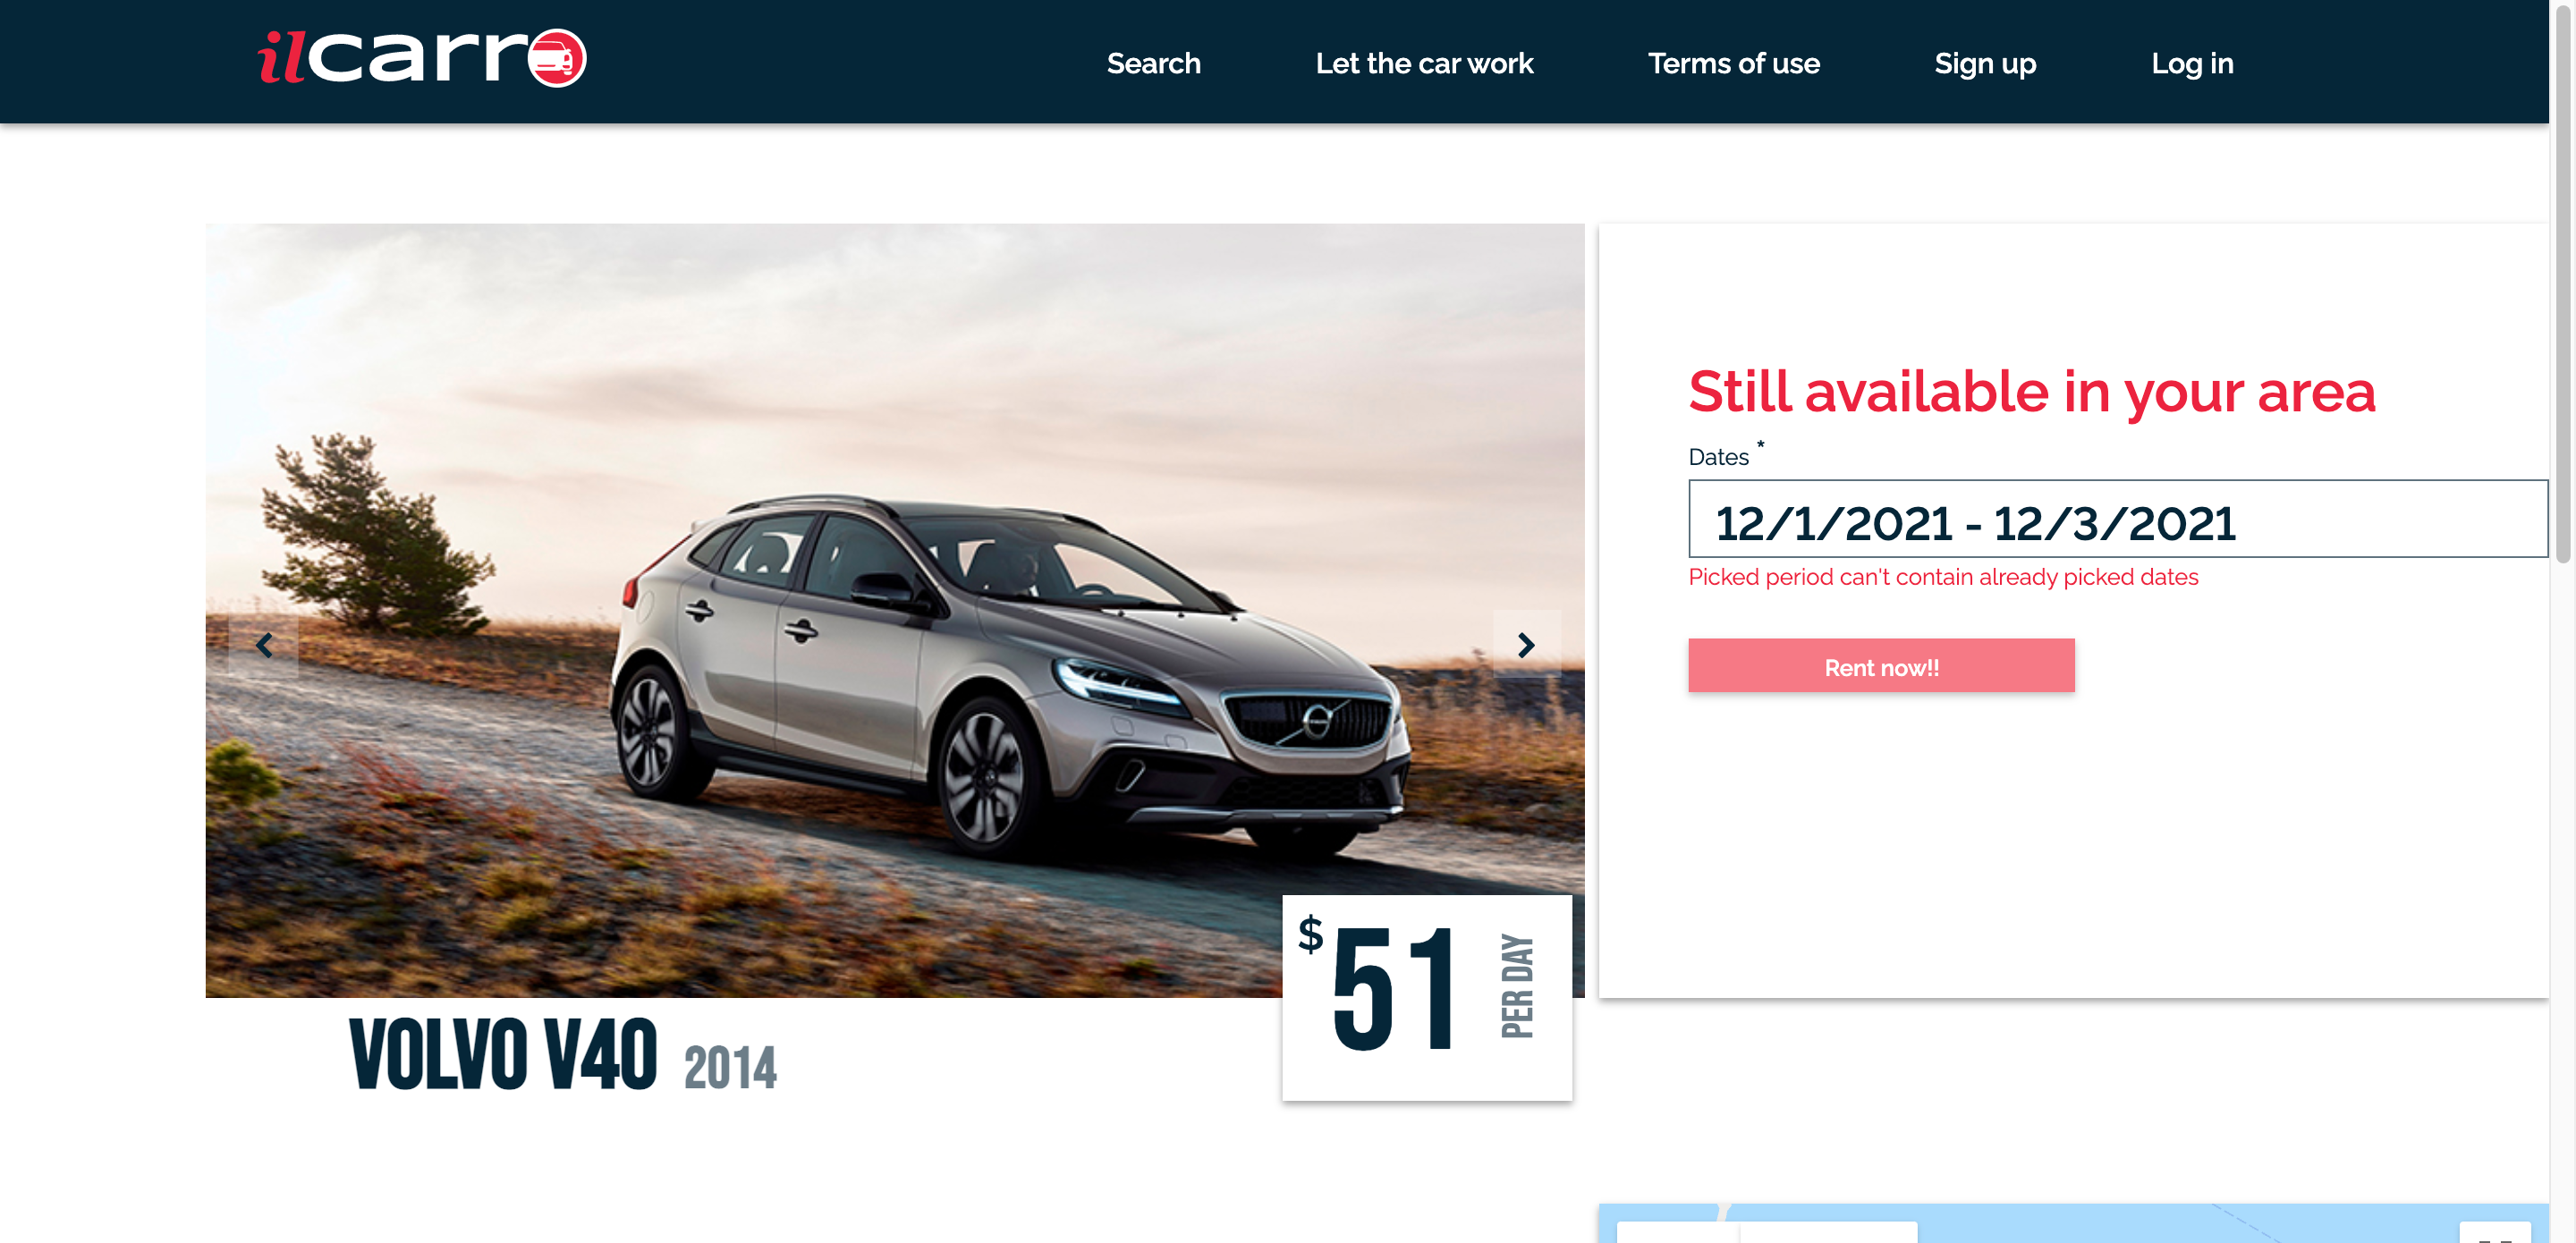 ilcarro
Search Let the car work Terms of use Sign up Log in
Still available in your area
Dates *
12/1/2021 - 12/3/2021
Picked period can't contain already picked dates
Rent now!!
$51 PER DAY
VOLVO V40 2014